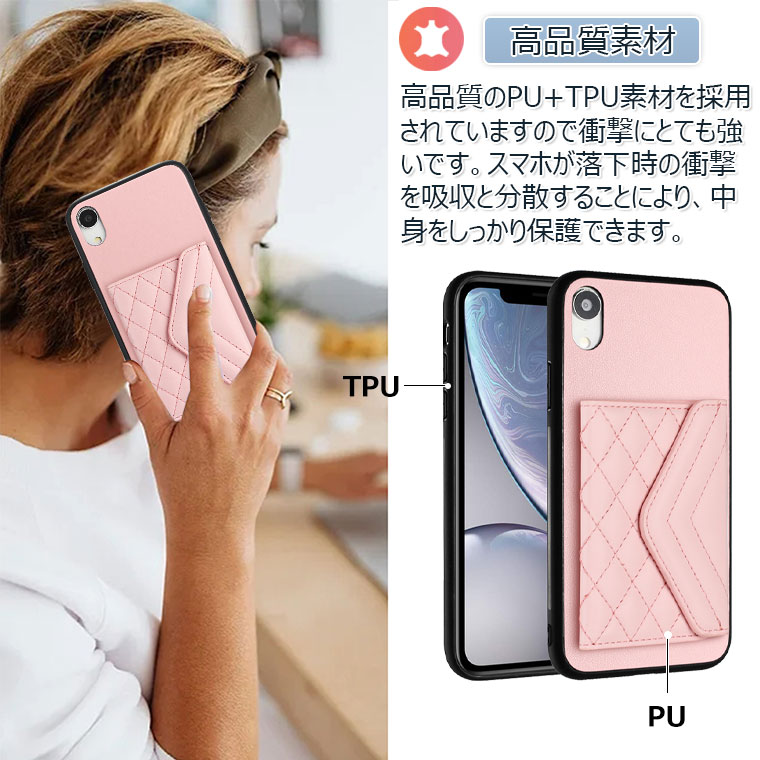 高品質素材
高品質のPU+TPU素材を採用
されていますので衝撃にとても強
いです。スマホが落下時の衝撃
を吸収と分散することにより、中
身をしっかり保護できます。
TPU
PU